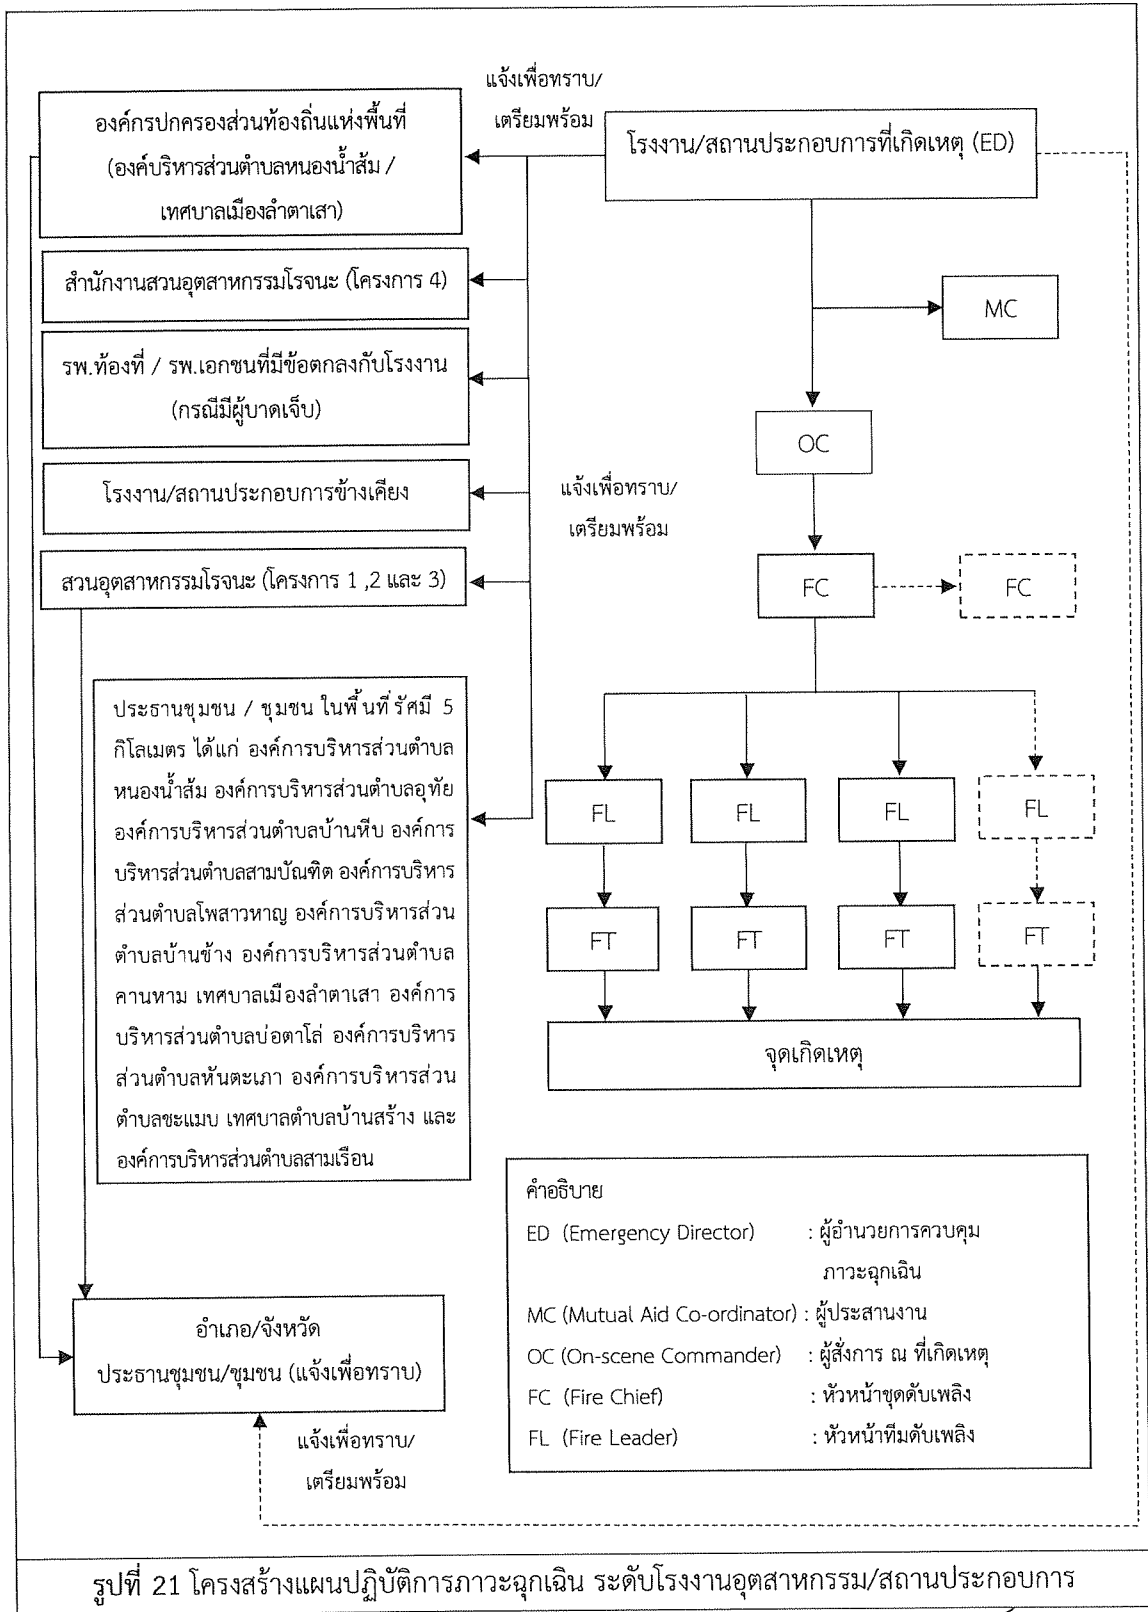 แจ้งเพื่อทราบ/
เตรียมพร้อม
องค์กรปกครองส่วนท้องถิ่นแห่งพื้นที่
(องค์บริหารส่วนตำบลหนองน้ำส้ม /
เทศบาลเมืองลำตาเสา)
โรงงาน/สถานประกอบการที่เกิดเหตุ (ED)
สำนักงานสวนอุตสาหกรรมโรจนะ (โครงการ 4)
MC
รพ.ท้องที่ / รพ.เอกชนที่มีข้อตกลงกับโรงงาน
(กรณีมีผู้บาดเจ็บ)
OC
โรงงาน/สถานประกอบการข้างเคียง
แจ้งเพื่อทราบ/
เตรียมพร้อม
สวนอุตสาหกรรมโรจนะ (โครงการ 1 ,2 และ 3)
FC
FC
ประธานชุมชน / ชุมชน ในพื้นที่ รัศมี 5
กิโลเมตร ได้แก่ องค์การบริหารส่วนตำบล
หนองน้ำส้ม องค์การบริหารส่วนตำบลอุทัย
องค์การบริหารส่วนตำบลบ้านหีบ องค์การ
บริหารส่วนตำบลสามบัณฑิต องค์การบริหาร
ส่วนตำบลโพสาวหาญ องค์การบริหารส่วน
ตำบลบ้านช้าง องค์การบริหารส่วนตำบล
คานหาม เทศบาลเมืองลำตาเสา องค์การ
บริหารส่วนตำบลบ่อตาโล่ องค์การบริหาร
ส่วนตำบลหันตะเภา องค์การบริหารส่วน
ตำบลชะแมบ เทศบาลตำบลบ้านสร้าง และ
องค์การบริหารส่วนตำบลสามเรือน
FL
FL
FL
FL
FT
FT
FT
FT
จุดเกิดเหตุ
คำอธิบาย
ED (Emergency Director) : ผู้อำนวยการควบคุม
ภาวะฉุกเฉิน
MC (Mutual Aid Co-ordinator) : ผู้ประสานงาน
OC (On-scene Commander) : ผู้สั่งการ ณ ที่เกิดเหตุ
FC (Fire Chief) : หัวหน้าชุดดับเพลิง
FL (Fire Leader) : หัวหน้าทีมดับเพลิง
อำเภอ/จังหวัด
ประธานชุมชน/ชุมชน (แจ้งเพื่อทราบ)
แจ้งเพื่อทราบ/
เตรียมพร้อม
รูปที่ 21 โครงสร้างแผนปฏิบัติการภาวะฉุกเฉิน ระดับโรงงานอุตสาหกรรม/สถานประกอบการ